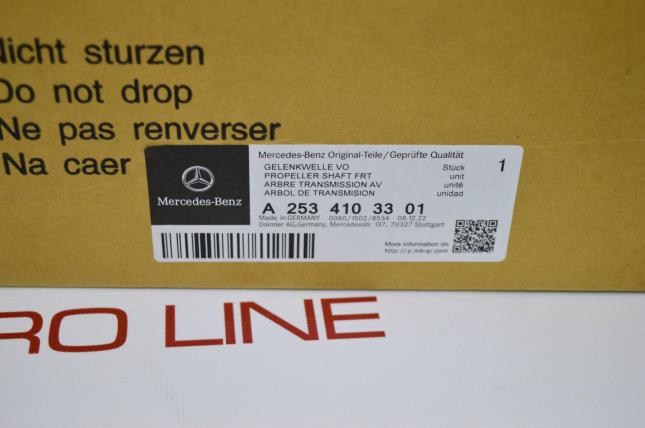 Nicht sturzen
Do not drop
Ne pas renverser
Na caer
Mercedes-Benz
Mercedes-Benz Original-Teile/Geprüfte Qualität
GELENKWELLE VO Stück 1
PROPELLER SHAFT FRT unit
ARBRE TRANSMISSION AV unité
ARBOL DE TRANSMISION unidad
A 253 410 33 01
Made in GERMANY 0060/1502/8534 08.12.22
Daimler AG,Germany, Mercedesstr, 137, 70327 Stuttgart
More information on
http://p.mb-qr.com
RO LINE